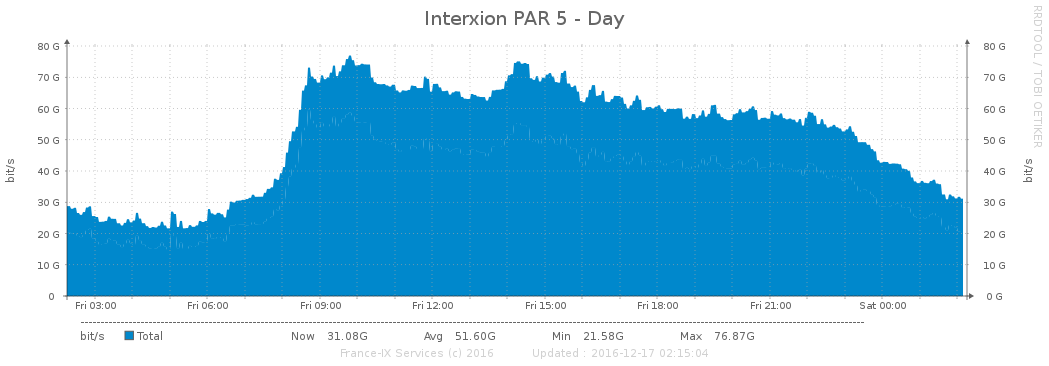 Interxion PAR 5 - Day
RRDTOOL / TOBI OETIKER
80 G 80 G
70 G 70 G
60 G 60 G
50 G 50 G
40 G 40 G
30 G 30 G
20 G 20 G
10 G 10 G
0 0 G
bit/s bit/s
Fri 03:00 Fri 06:00 Fri 09:00 Fri 12:00 Fri 15:00 Fri 18:00 Fri 21:00 Sat 00:00
bit/s Total Now 31.08G Avg 51.60G Min 21.58G Max 76.87G
France-IX Services (c) 2016 Updated : 2016-12-17 02:15:04